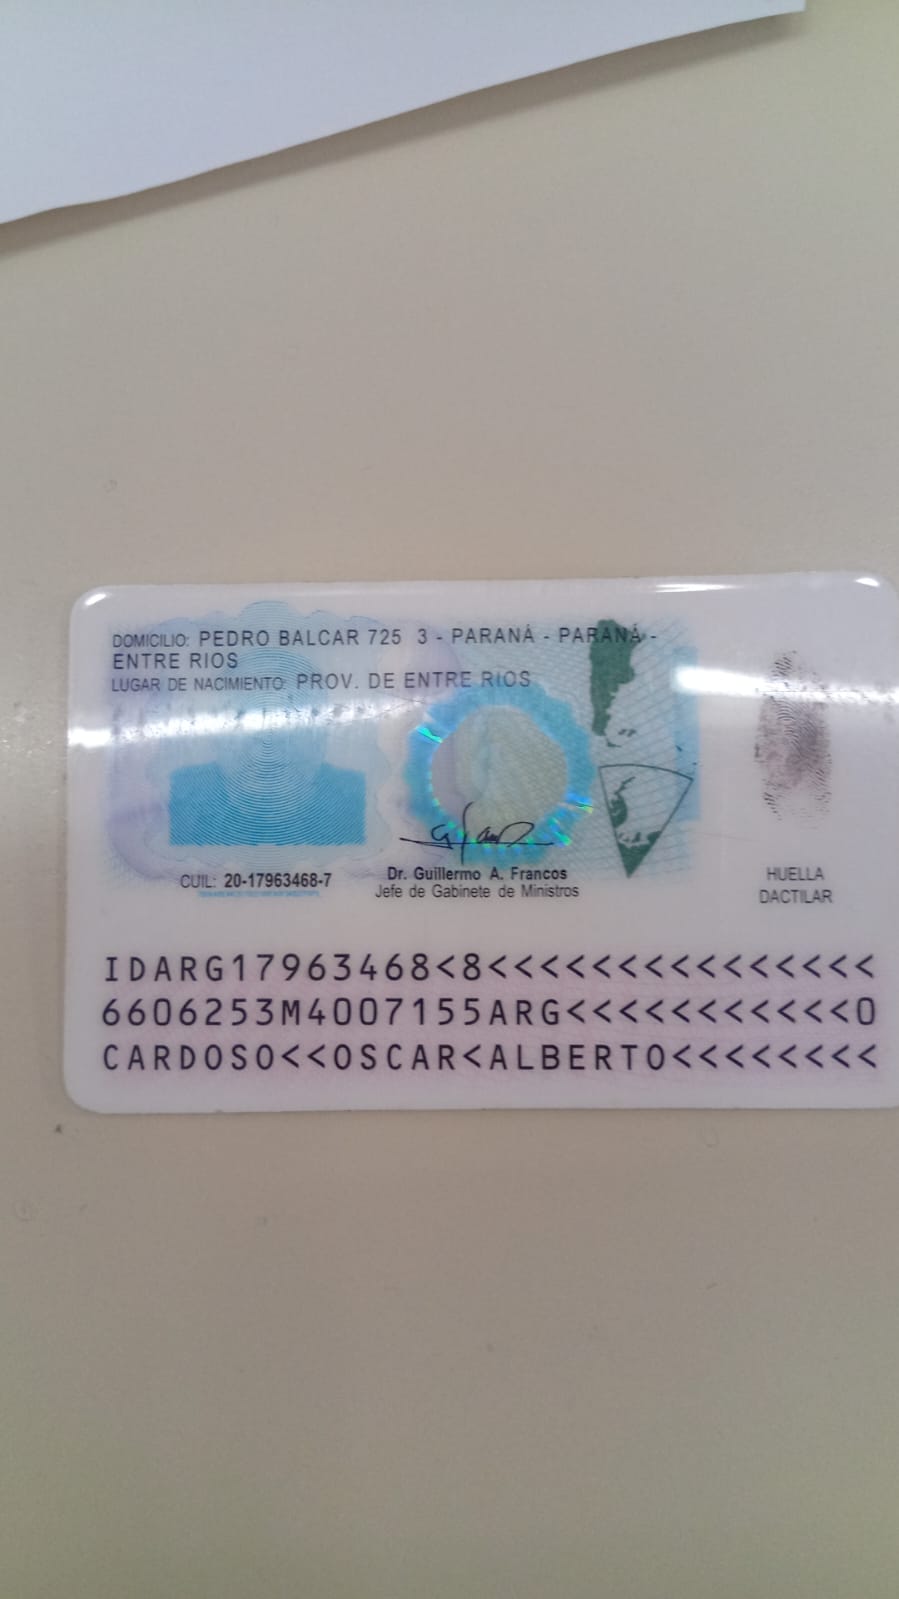 DOMICILIO: PEDRO BALCAR 725 3 - PARANÁ - PARANÁ -
ENTRE RIOS
LUGAR DE NACIMIENTO: PROV. DE ENTRE RIOS
CUIL: 20-17963468-7
Dr. Guillermo A. Francos
Jefe de Gabinete de Ministros
HUELLA
DACTILAR
IDARG17963468<8<<<<<<<<<<<<<<<
6606253M4007155ARG<<<<<<<<<<<0
CARDOSO<<OSCAR<ALBERTO<<<<<<<<